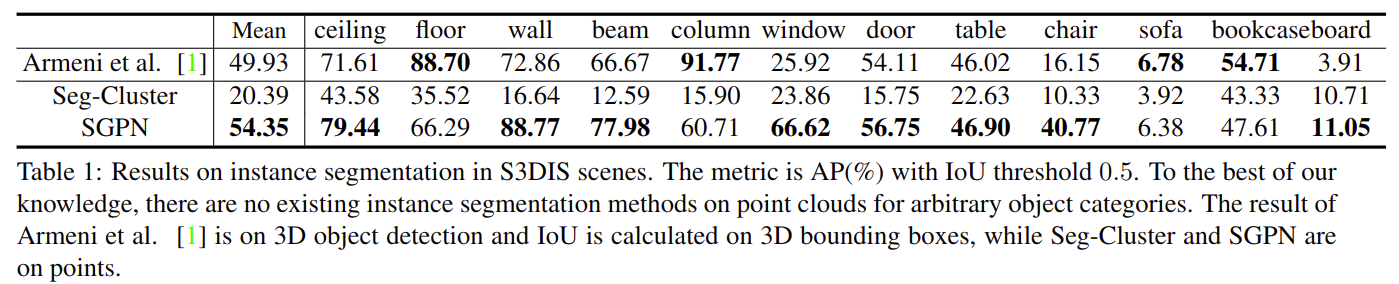 Mean ceiling floor wall beam column window door table chair sofa bookcase board
Armeni et al. [1] 49.93 71.61 88.70 72.86 66.67 91.77 25.92 54.11 46.02 16.15 6.78 54.71 3.91
Seg-Cluster 20.39 43.58 35.52 16.64 12.59 15.90 23.86 15.75 22.63 10.33 3.92 43.33 10.71
SGPN 54.35 79.44 66.29 88.77 77.98 60.71 66.62 56.75 46.90 40.77 6.38 47.61 11.05
Table 1: Results on instance segmentation in S3DIS scenes. The metric is AP(%) with IoU threshold 0.5. To the best of our
knowledge, there are no existing instance segmentation methods on point clouds for arbitrary object categories. The result of
Armeni et al. [1] is on 3D object detection and IoU is calculated on 3D bounding boxes, while Seg-Cluster and SGPN are
on points.